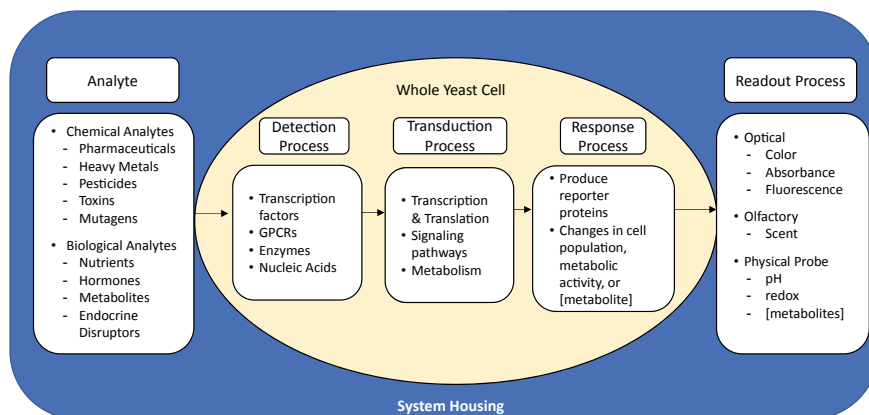 Analyte
• Chemical Analytes
- Pharmaceuticals
- Heavy Metals
- Pesticides
- Toxins
- Mutagens
• Biological Analytes
- Nutrients
- Hormones
- Metabolites
- Endocrine
Disruptors
Whole Yeast Cell
Detection
Process
• Transcription
factors
• GPCRs
• Enzymes
• Nucleic Acids
Transduction
Process
• Transcription
& Translation
• Signaling
pathways
• Metabolism
Response
Process
• Produce
reporter
proteins
• Changes in cell
population,
metabolic
activity, or
[metabolite]
Readout Process
• Optical
- Color
- Absorbance
- Fluorescence
• Olfactory
- Scent
• Physical Probe
- pH
- redox
- [metabolites]
System Housing